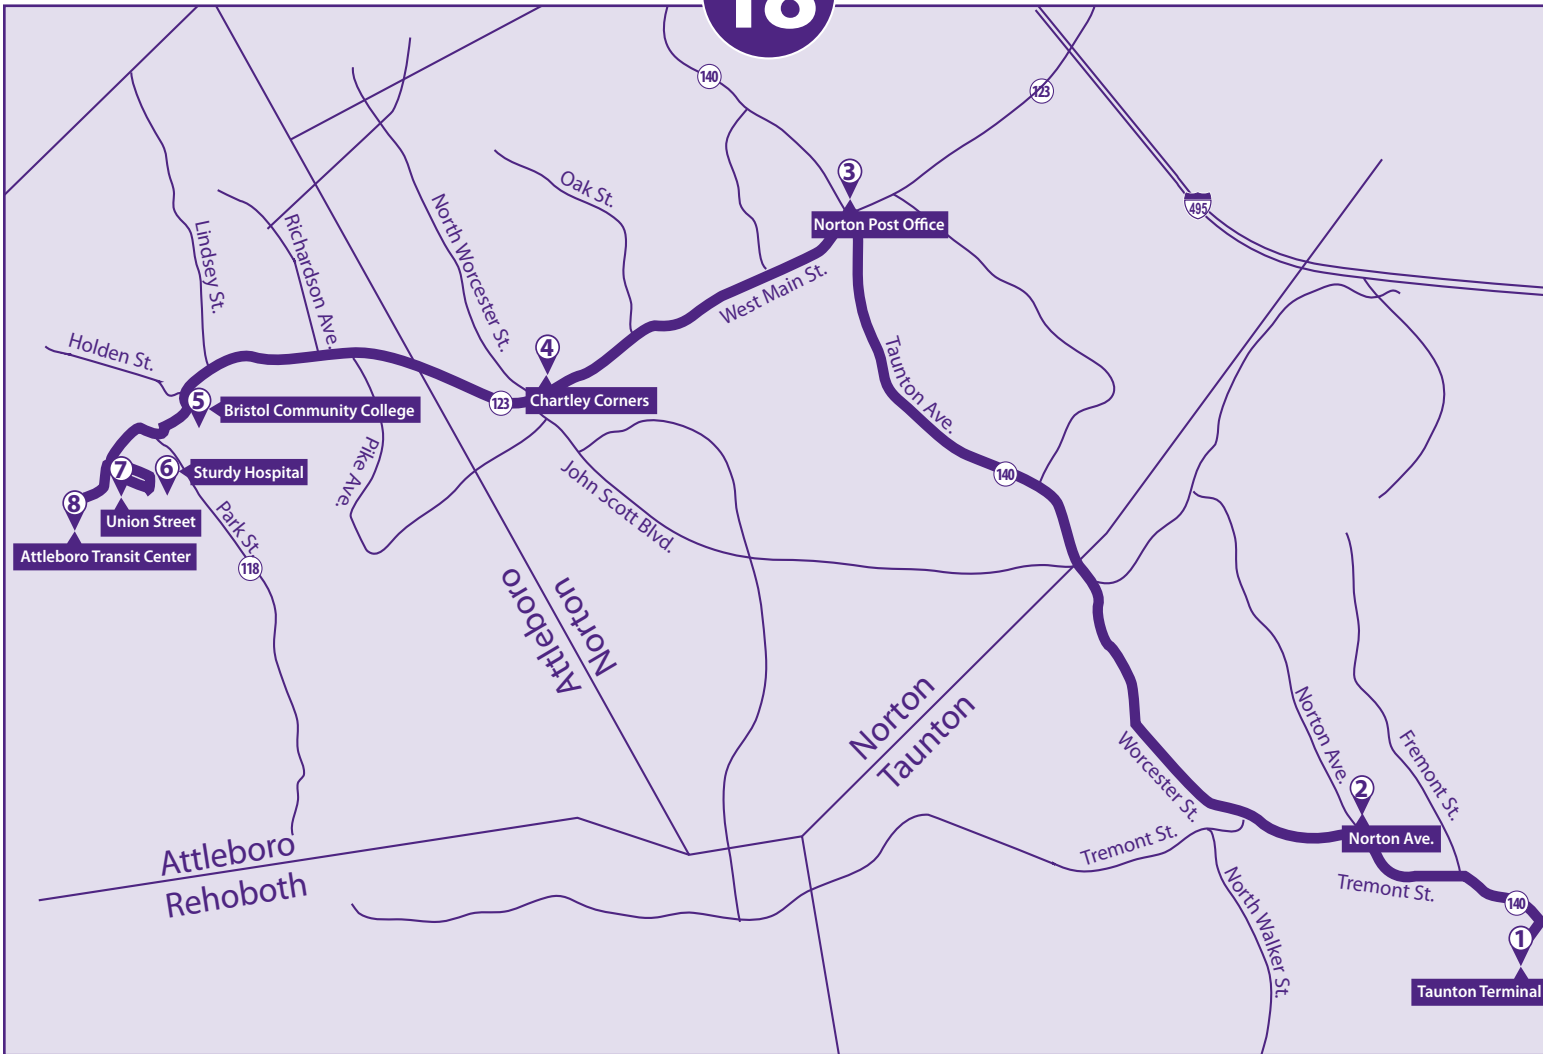 18
140
123
3
Oak St.
495
Norton Post Office
Lindsey St.
Richardson Ave.
North Worcester St.
West Main St.
Holden St.
4
Taunton Ave.
5
Bristol Community College
123
Chartley Corners
Pike Ave.
7
6
Sturdy Hospital
John Scott Blvd.
140
8
Union Street
Park St
Attleboro Transit Center
118
Attleboro
Norton
Norton
Taunton
Worcester St.
Norton Ave.
Fremont St.
2
Attleboro
Rehoboth
Tremont St.
Norton Ave.
Tremont St.
North Walker St.
140
1
Taunton Terminal